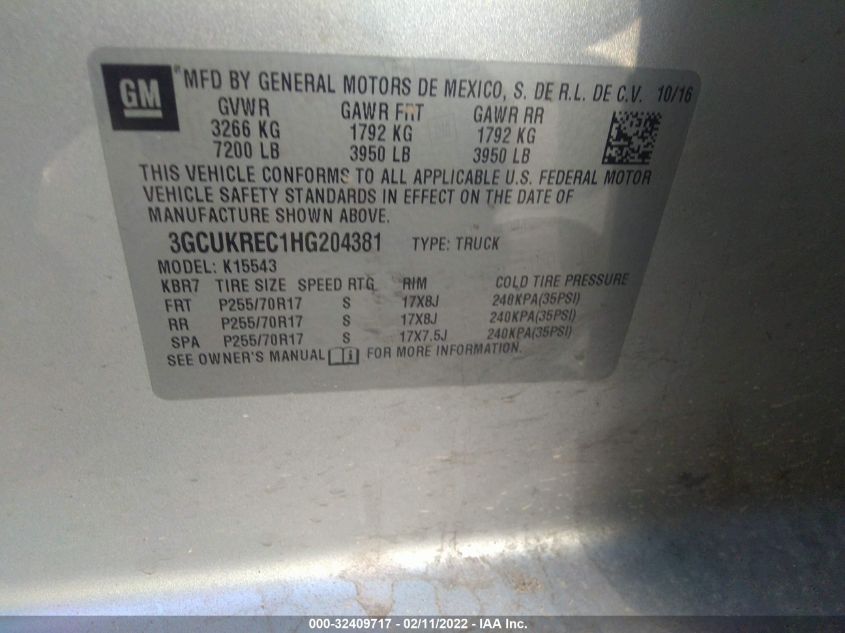 GM
MFD BY GENERAL MOTORS DE MEXICO, S. DE R.L. DE C.V. 10/16
GVWR GAWR FRT GAWR RR
3266 KG 1792 KG 1792 KG
7200 LB 3950 LB 3950 LB
THIS VEHICLE CONFORMS TO ALL APPLICABLE U.S. FEDERAL MOTOR
VEHICLE SAFETY STANDARDS IN EFFECT ON THE DATE OF
MANUFACTURE SHOWN ABOVE.
3GCUKREC1HG204381 TYPE: TRUCK
MODEL: K15543
KBR7 TIRE SIZE SPEED RTG RIM COLD TIRE PRESSURE
FRT P255/70R17 S 17X8J 240KPA(35PSI)
RR P255/70R17 S 17X8J 240KPA(35PSI)
SPA P255/70R17 S 17X7.5J 240KPA(35PSI)
SEE OWNER'S MANUAL FOR MORE INFORMATION.
000-32409717 - 02/11/2022 - IAA Inc.